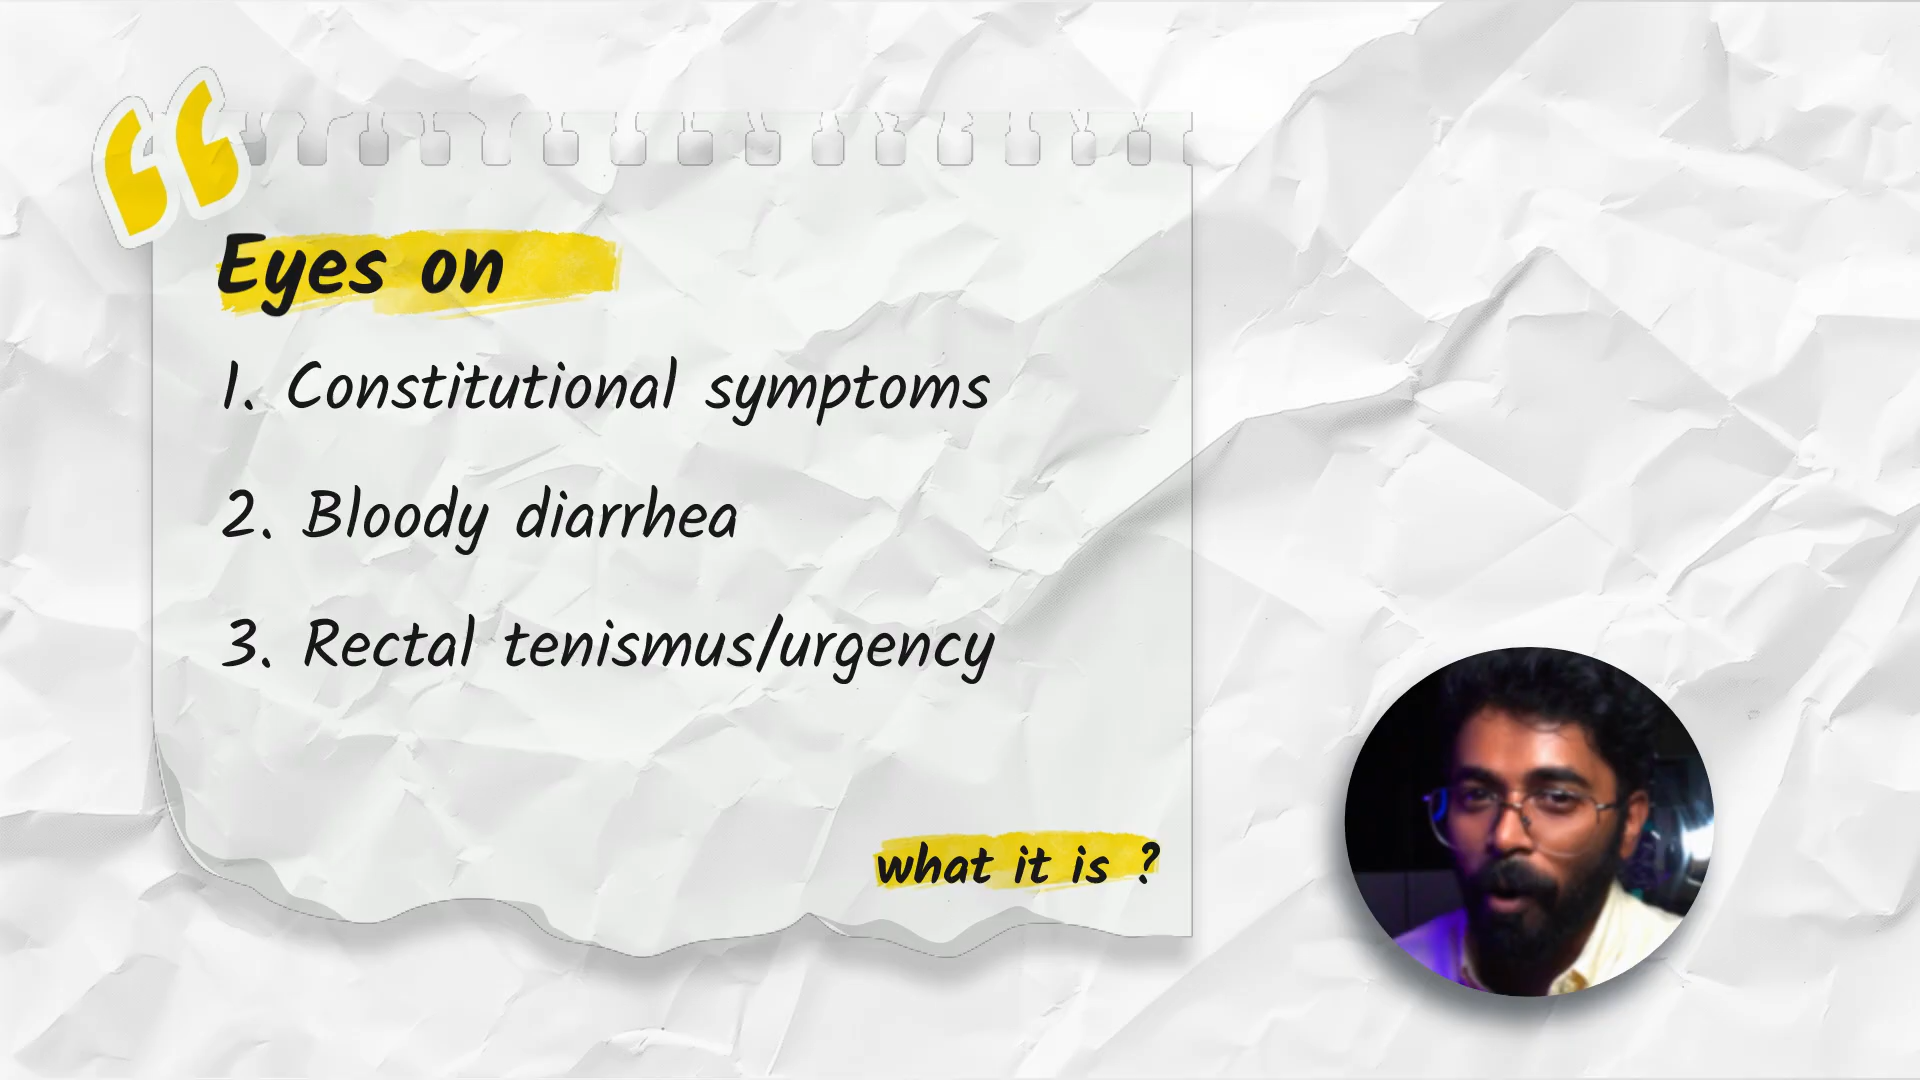 Eyes on
1. Constitutional symptoms
2. Bloody diarrhea
3. Rectal tenismus/urgency
what it is ?